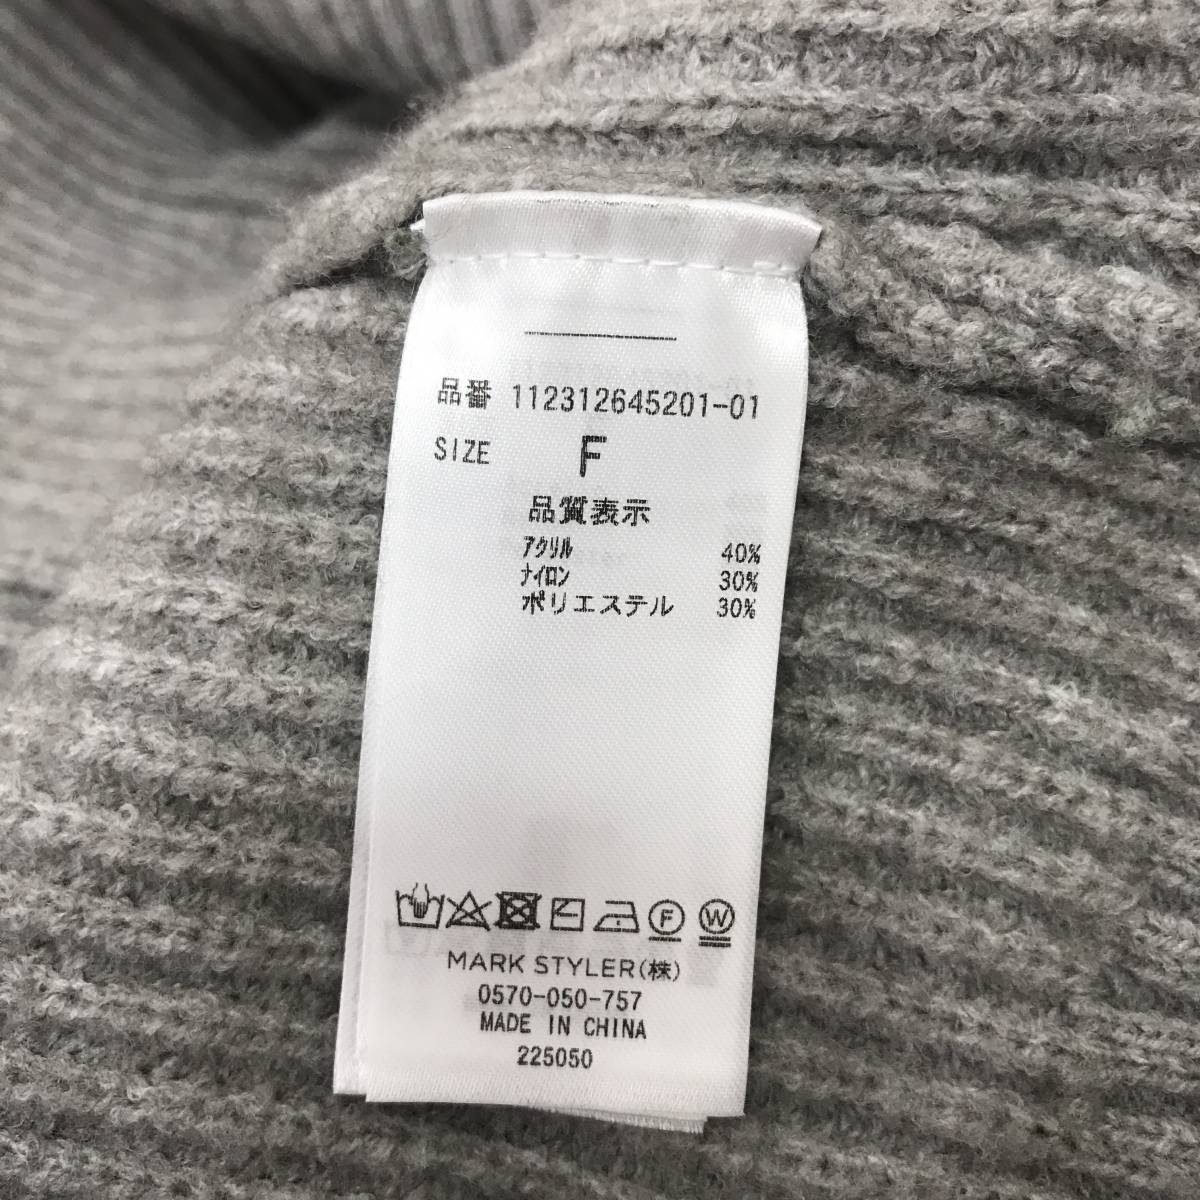 品番 112312645201-01
SIZE F
品質表示
アクリル 40%
ナイロン 30%
ポリエステル 30%
F W
MARK STYLER(株)
0570-050-757
MADE IN CHINA
225050